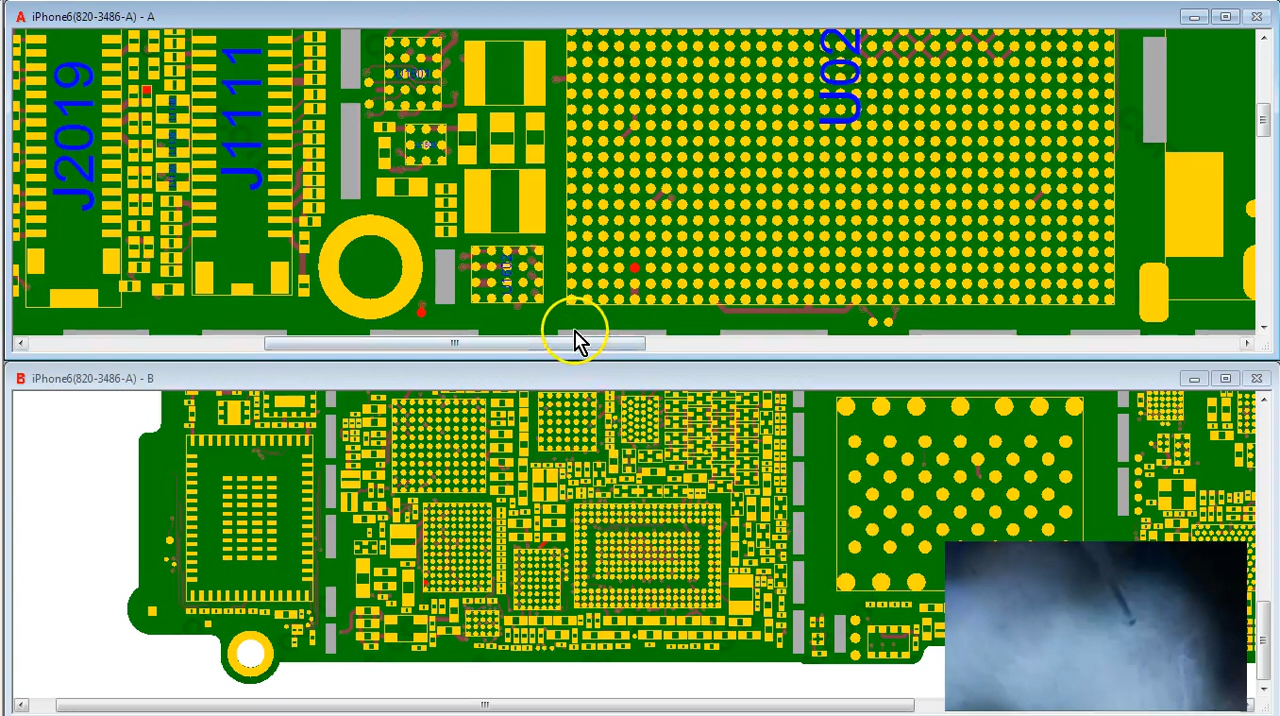 A iPhone6(820-3486-A) - A
J2019
J1111
U02
B iPhone6(820-3486-A) - B